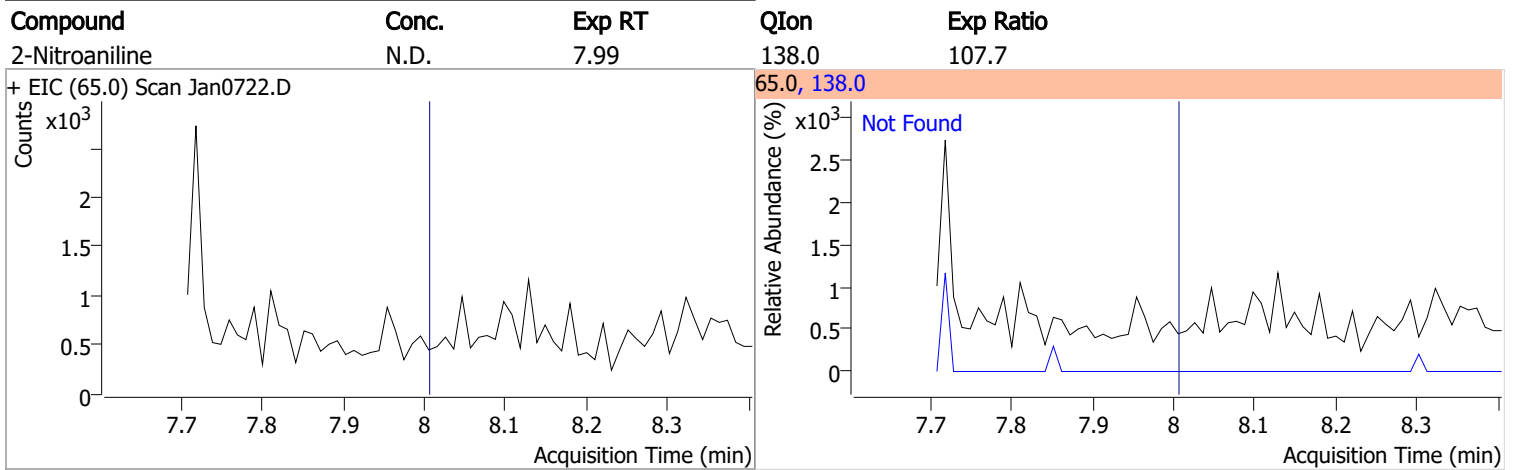 Compound Conc. Exp RT QIon Exp Ratio
2-Nitroaniline N.D. 7.99 138.0 107.7
+ EIC (65.0) Scan Jan0722.D
Counts
x10³
2
1.5
1
0.5
0
7.7 7.8 7.9 8 8.1 8.2 8.3
Acquisition Time (min)
65.0, 138.0
Relative Abundance (%)
x10³
Not Found
2.5
2
1.5
1
0.5
0
7.7 7.8 7.9 8 8.1 8.2 8.3
Acquisition Time (min)